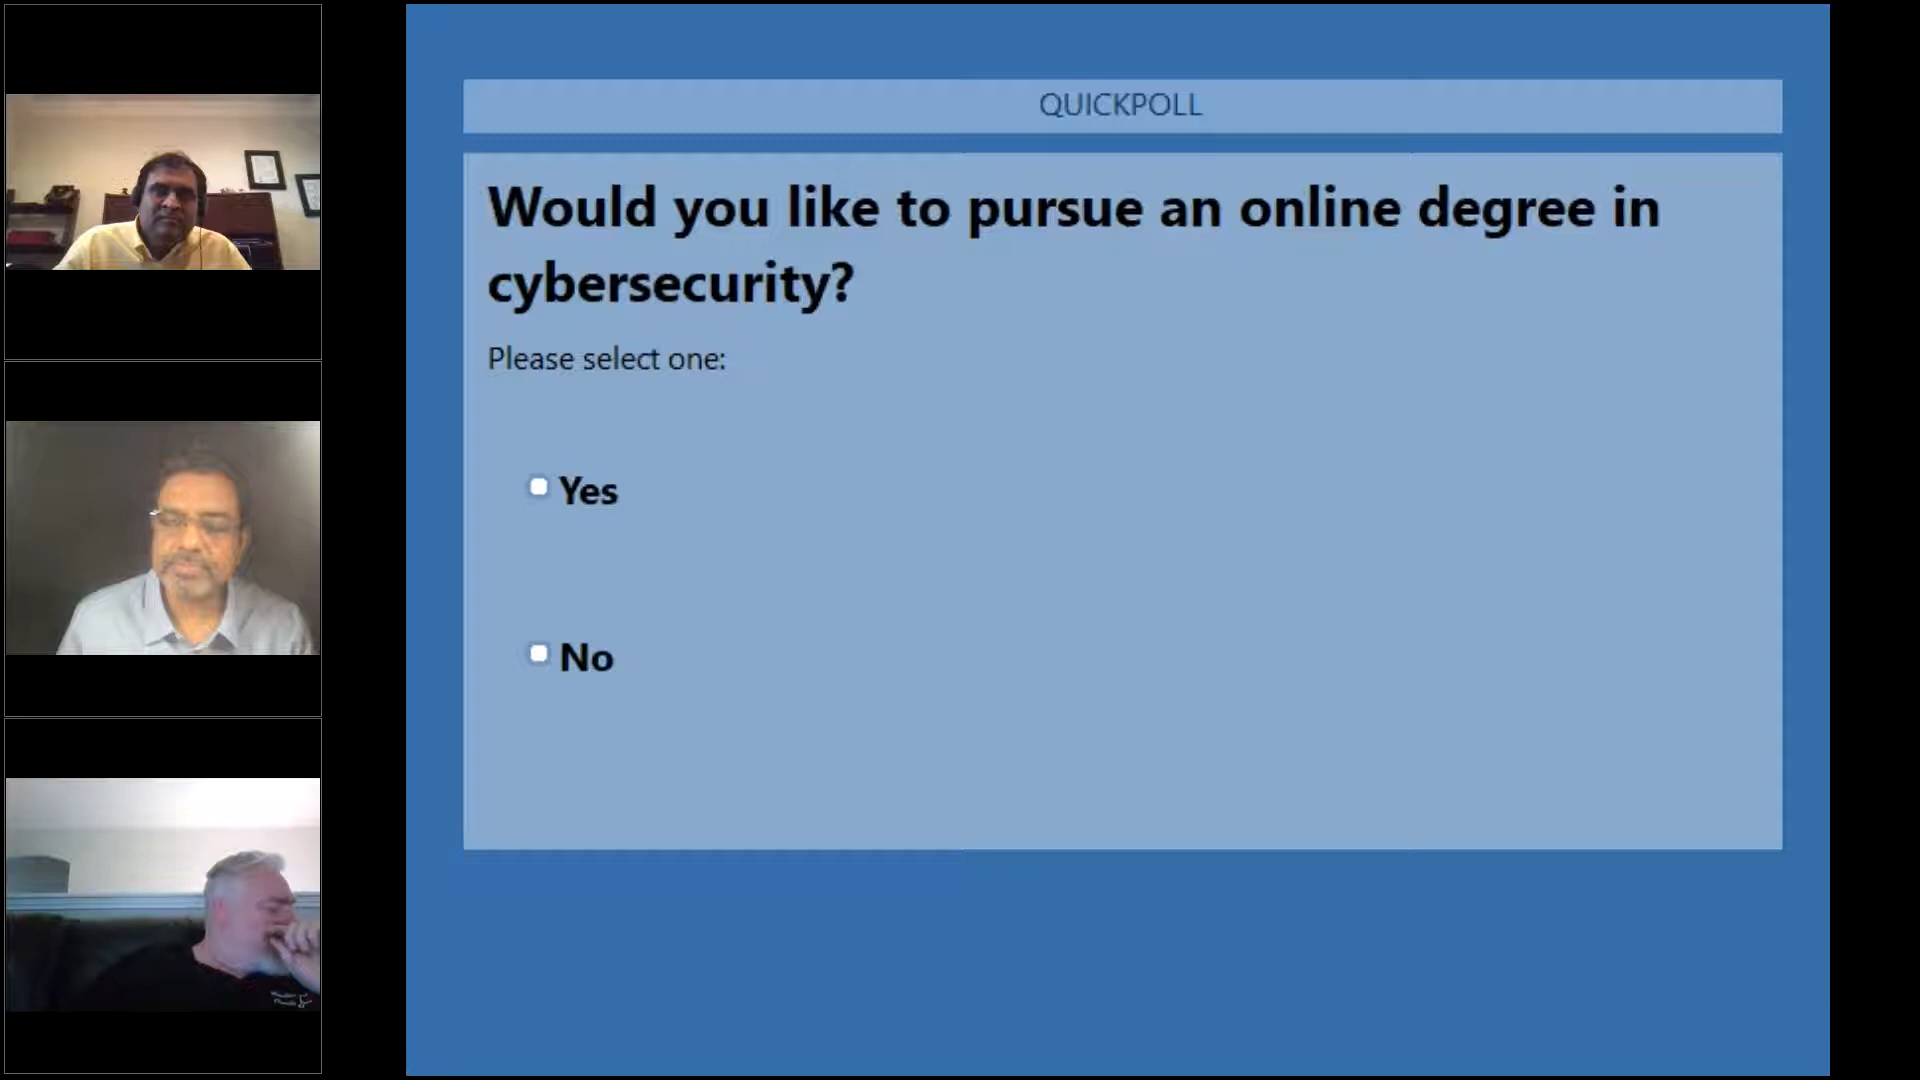 QUICKPOLL
Would you like to pursue an online degree in
cybersecurity?
Please select one:
Yes
No